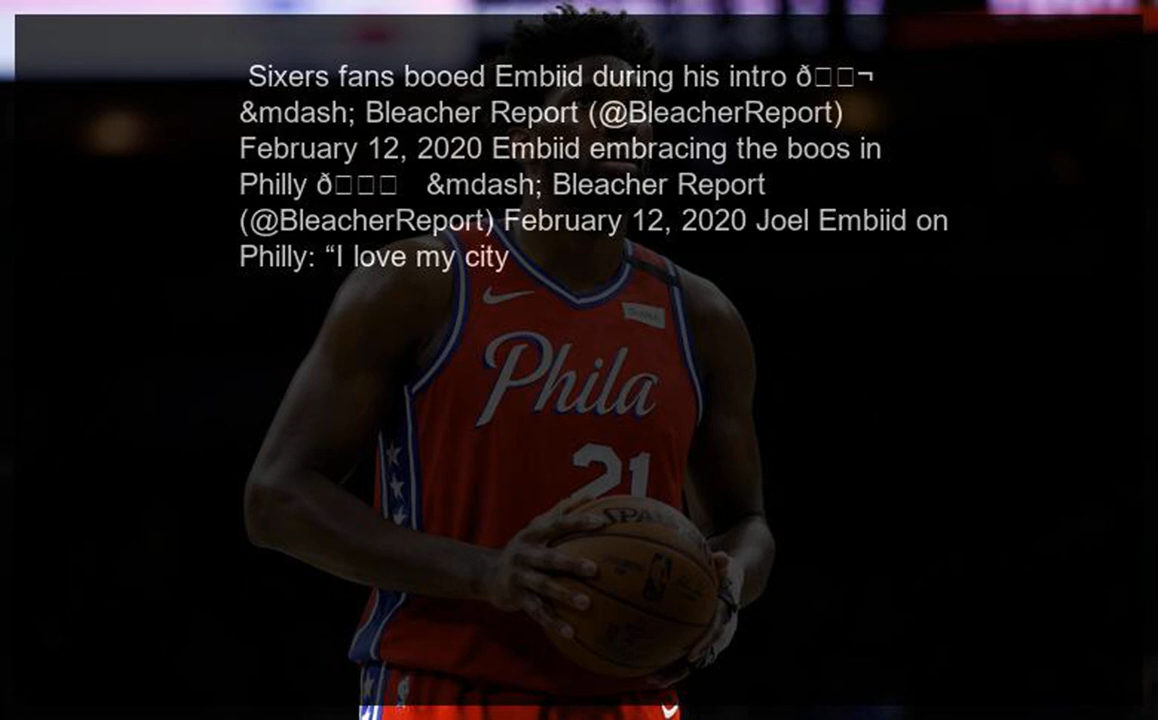 Sixers fans booed Embiid during his intro ð□□¬
&mdash; Bleacher Report (@BleacherReport)
February 12, 2020 Embiid embracing the boos in
Philly ð□□□ &mdash; Bleacher Report
(@BleacherReport) February 12, 2020 Joel Embiid on
Philly: “I love my city
Phila
21
SPA